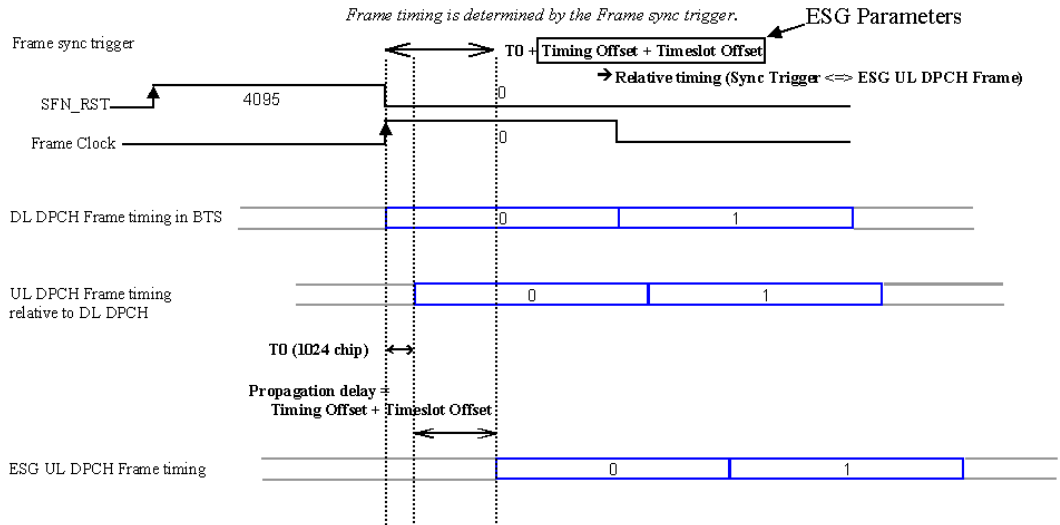 Frame timing is determined by the Frame sync trigger.
ESG Parameters
Frame sync trigger
T0 + Timing Offset + Timeslot Offset
➔ Relative timing (Sync Trigger <=> ESG UL DPCH Frame)
SFN_RST
4095
0
Frame Clock
0
DL DPCH Frame timing in BTS
0
1
UL DPCH Frame timing
relative to DL DPCH
0
1
T0 (1024 chip)
Propagation delay =
Timing Offset + Timeslot Offset
ESG UL DPCH Frame timing
0
1